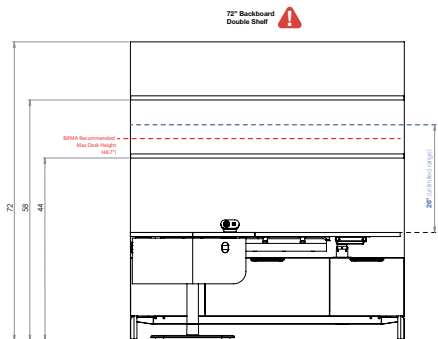 72" Backboard
Double Shelf
BIFMA Recommended
Max Desk Height
(48.7")
72
58
44
26" (unlimited range)